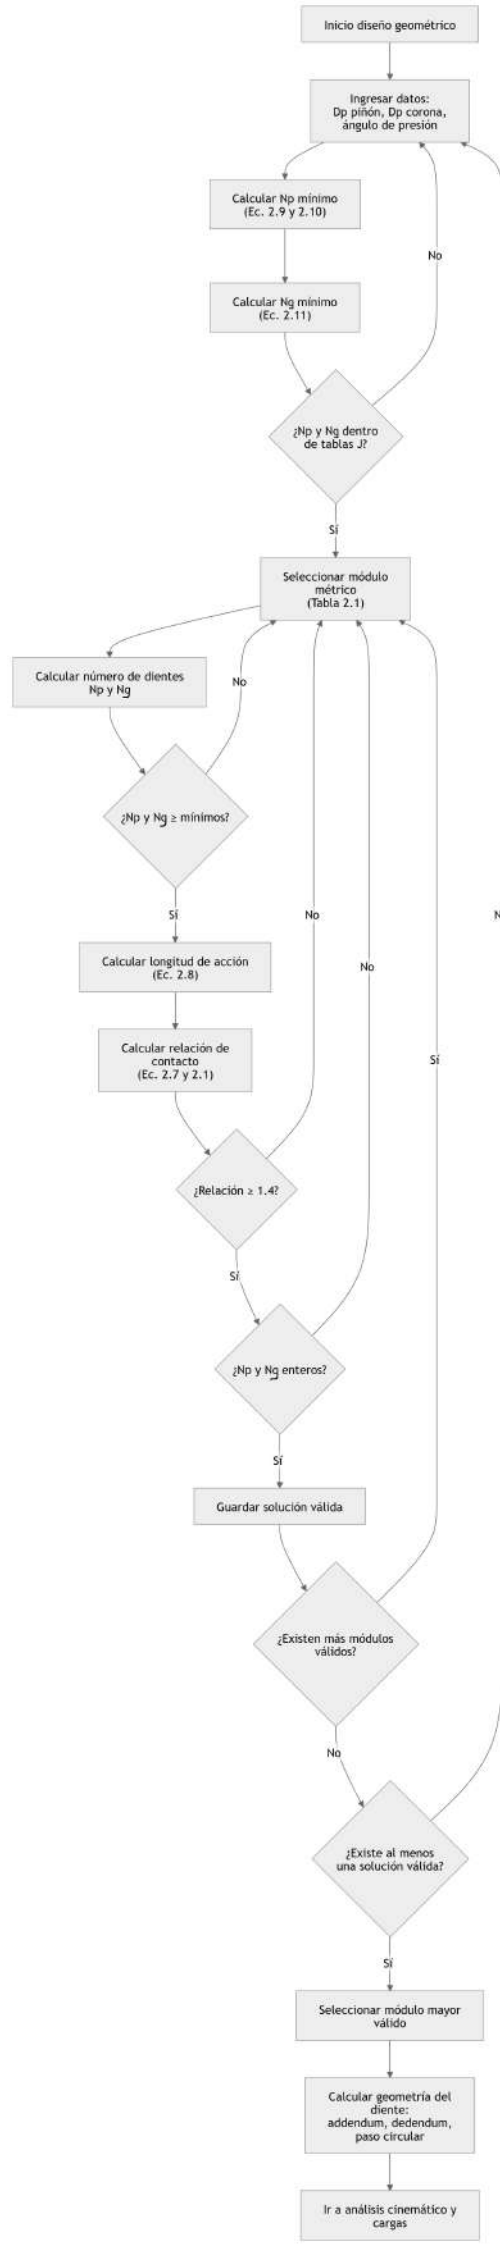 Inicio diseño geométrico
Ingresar datos:
Dp piñón, Dp corona,
ángulo de presión
Calcular Np mínimo
(Ec. 2.9 y 2.10)
No
Calcular Ng mínimo
(Ec. 2.11)
¿Np y Ng dentro
de tablas J?
Sí
Seleccionar módulo
métrico
(Tabla 2.1)
Calcular número de dientes
Np y Ng
No
¿Np y Ng ≥ mínimos?
Sí
No
N
Calcular longitud de acción
(Ec. 2.8)
No
Calcular relación de
contacto
(Ec. 2.7 y 2.1)
Sí
¿Relación ≥ 1.4?
Sí
¿Np y Ng enteros?
Sí
Guardar solución válida
¿Existen más módulos
válidos?
No
¿Existe al menos
una solución válida?
Sí
Seleccionar módulo mayor
válido
Calcular geometría del
diente:
addendum, dedendum,
paso circular
Ir a análisis cinemático y
cargas